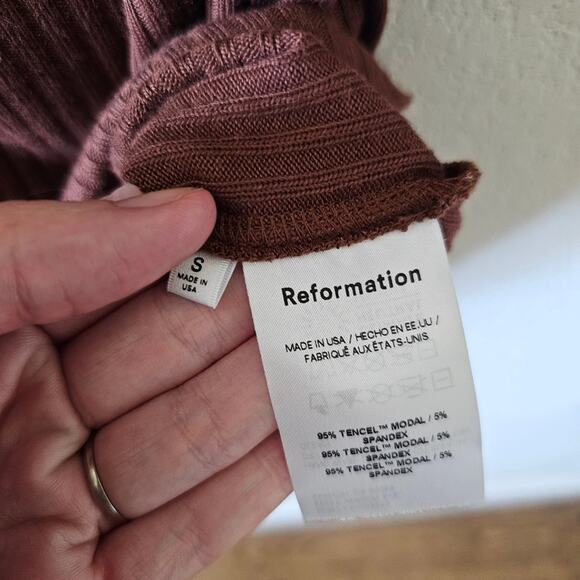 S
MADE IN
USA
Reformation
MADE IN USA / HECHO EN EE.UU /
FABRIQUÉ AUX ÉTATS-UNIS
95% TENCEL™ MODAL / 5%
SPANDEX
95% TENCEL™ MODAL / 5%
SPANDEX
95% TENCEL™ MODAL / 5%
SPANDEX